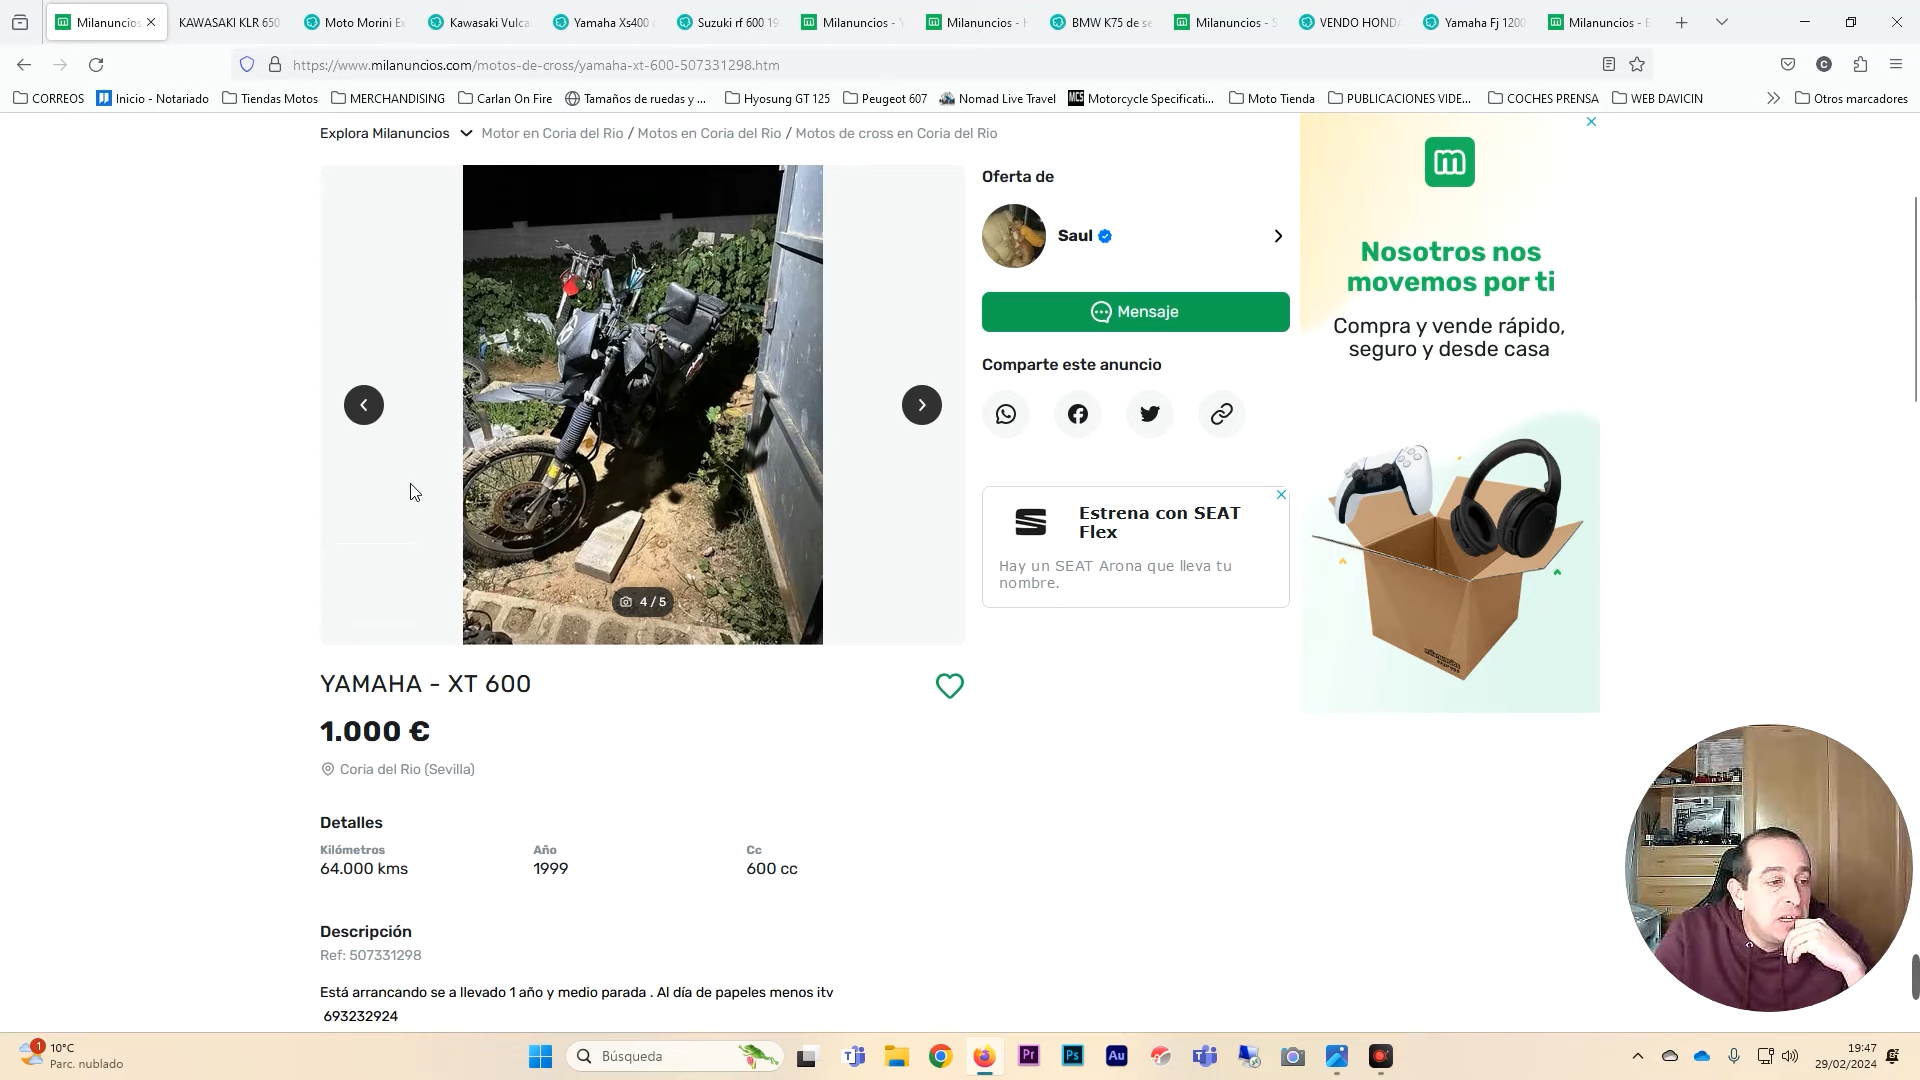 Milanuncios
KAWASAKI KLR 650
Moto Morini E
Kawasaki Vulca
Yamaha Xs400
Suzuki rf 600 19
Milanuncios - Y
Milanuncios - H
BMW K75 de se
Milanuncios - S
VENDO HONDA
Yamaha Fj 1200
Milanuncios - B
https://www.milanuncios.com/motos-de-cross/yamaha-xt-600-507331298.htm
CORREOS
Inicio - Notariado
Tiendas Motos
MERCHANDISING
Carlan On Fire
Tamaños de ruedas y ...
Hyosung GT 125
Peugeot 607
Nomad Live Travel
MCS
Motorcycle Specificati...
Moto Tienda
PUBLICACIONES VIDE...
COCHES PRENSA
WEB DAVICIN
Otros marcadores
Explora Milanuncios
Motor en Coria del Rio / Motos en Coria del Rio / Motos de cross en Coria del Rio
4 / 5
Oferta de
Saul
Mensaje
Comparte este anuncio
Estrena con SEAT
Flex
Hay un SEAT Arona que lleva tu
nombre.
Nosotros nos
movemos por ti
Compra y vende rápido,
seguro y desde casa
milanuncios
express
YAMAHA - XT 600
1.000 €
Coria del Rio (Sevilla)
Detalles
Kilómetros
64.000 kms
Año
1999
Cc
600 cc
Descripción
Ref: 507331298
Está arrancando se a llevado 1 año y medio parada . Al día de papeles menos itv
693232924
1
10°C
Parc. nublado
Búsqueda
Pr
Ps
Au
19:47
29/02/2024